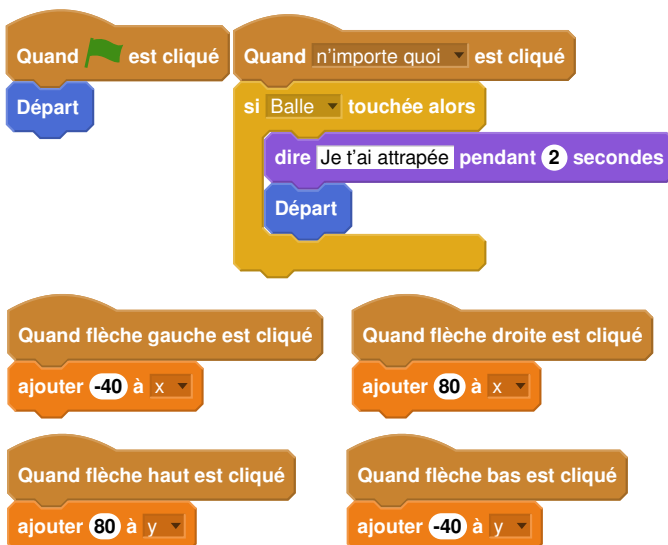 Quand est cliqué
Départ
Quand n'importe quoi est cliqué
si Balle touchée alors
dire Je t'ai attrapée pendant 2 secondes
Départ
Quand flèche gauche est cliqué
ajouter -40 à x
Quand flèche droite est cliqué
ajouter 80 à x
Quand flèche haut est cliqué
ajouter 80 à y
Quand flèche bas est cliqué
ajouter -40 à y